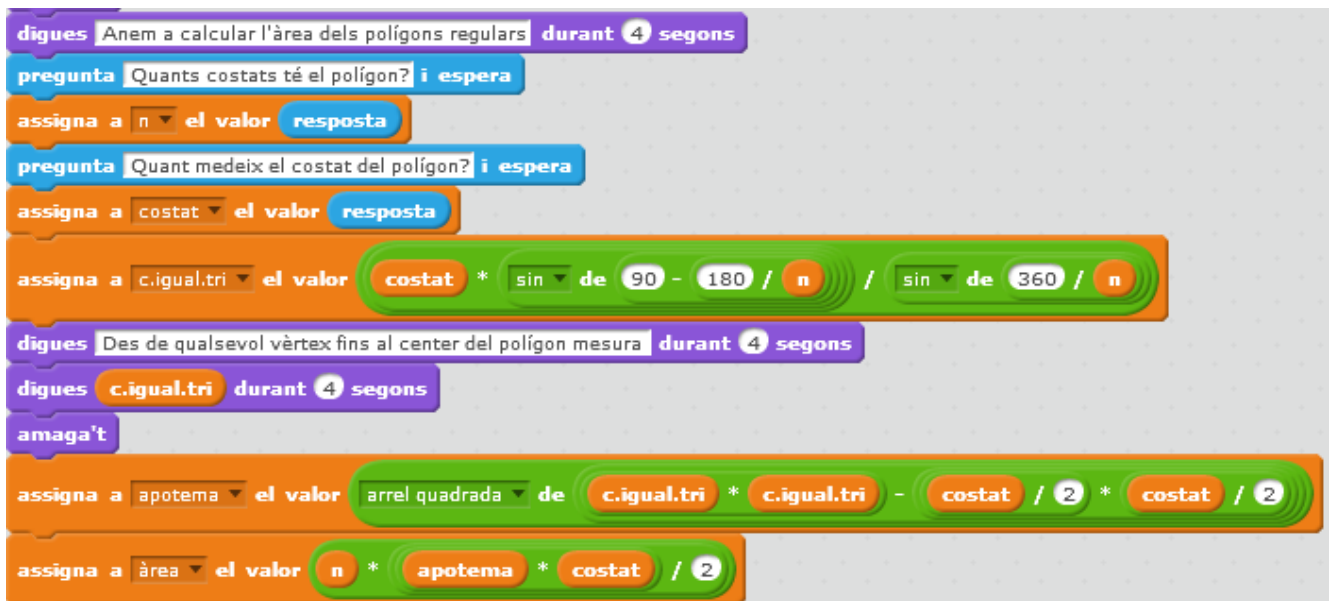 digues Anem a calcular l'àrea dels polígons regulars durant 4 segons
pregunta Quants costats té el polígon? i espera
assigna a n el valor resposta
pregunta Quant medeix el costat del polígon? i espera
assigna a costat el valor resposta
assigna a c.igual.tri el valor costat * sin de 90 - 180 / n / sin de 360 / n
digues Des de qualsevol vèrtex fins al center del polígon mesura durant 4 segons
digues c.igual.tri durant 4 segons
amaga't
assigna a apotema el valor arrel quadrada de c.igual.tri * c.igual.tri - costat / 2 * costat / 2
assigna a àrea el valor n * apotema * costat / 2